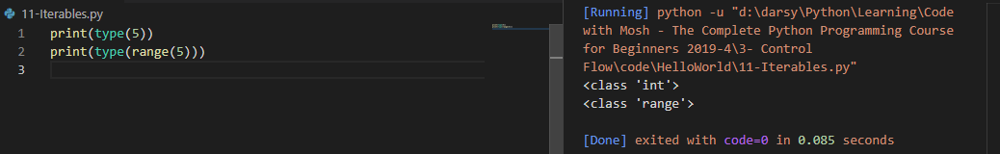 11-Iterables.py
1 print(type(5))
2 print(type(range(5)))
3
[Running] python -u "d:\darsy\Python\Learning\Code
with Mosh - The Complete Python Programming Course
for Beginners 2019-4\3- Control
Flow\code\HelloWorld\11-Iterables.py"
<class 'int'>
<class 'range'>
[Done] exited with code=0 in 0.085 seconds